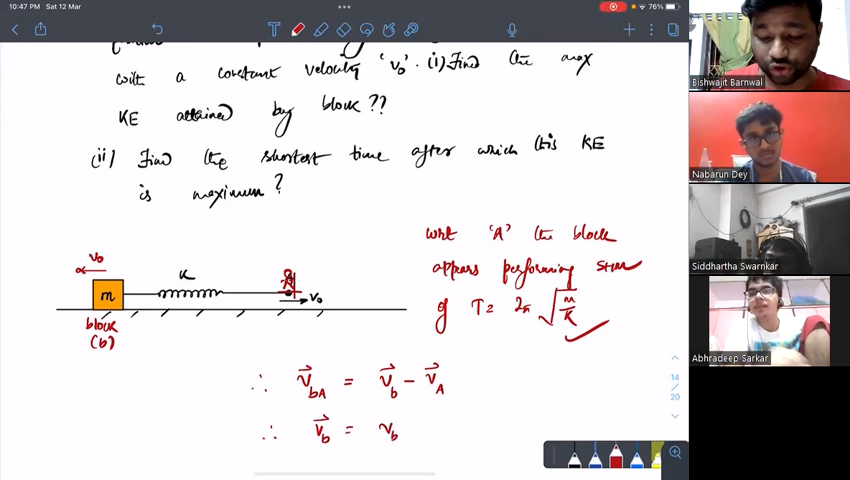 10:47 PM Sat 12 Mar
76%
with a constant velocity 'v₀'. (i) Find the max
KE attained by block??
(ii) Find the shortest time after which this KE
is maximum?
v₀
K
m
v₀
block
(b)
wrt 'A' the block
appears performing SHM
of T = 2π √(m/K)
∴ v⃗bA = v⃗b - v⃗A
∴ v⃗b = vb
14
20
Bishwajit Barnwal
Nabarun Dey
Siddhartha Swarnkar
Abhradeep Sarkar